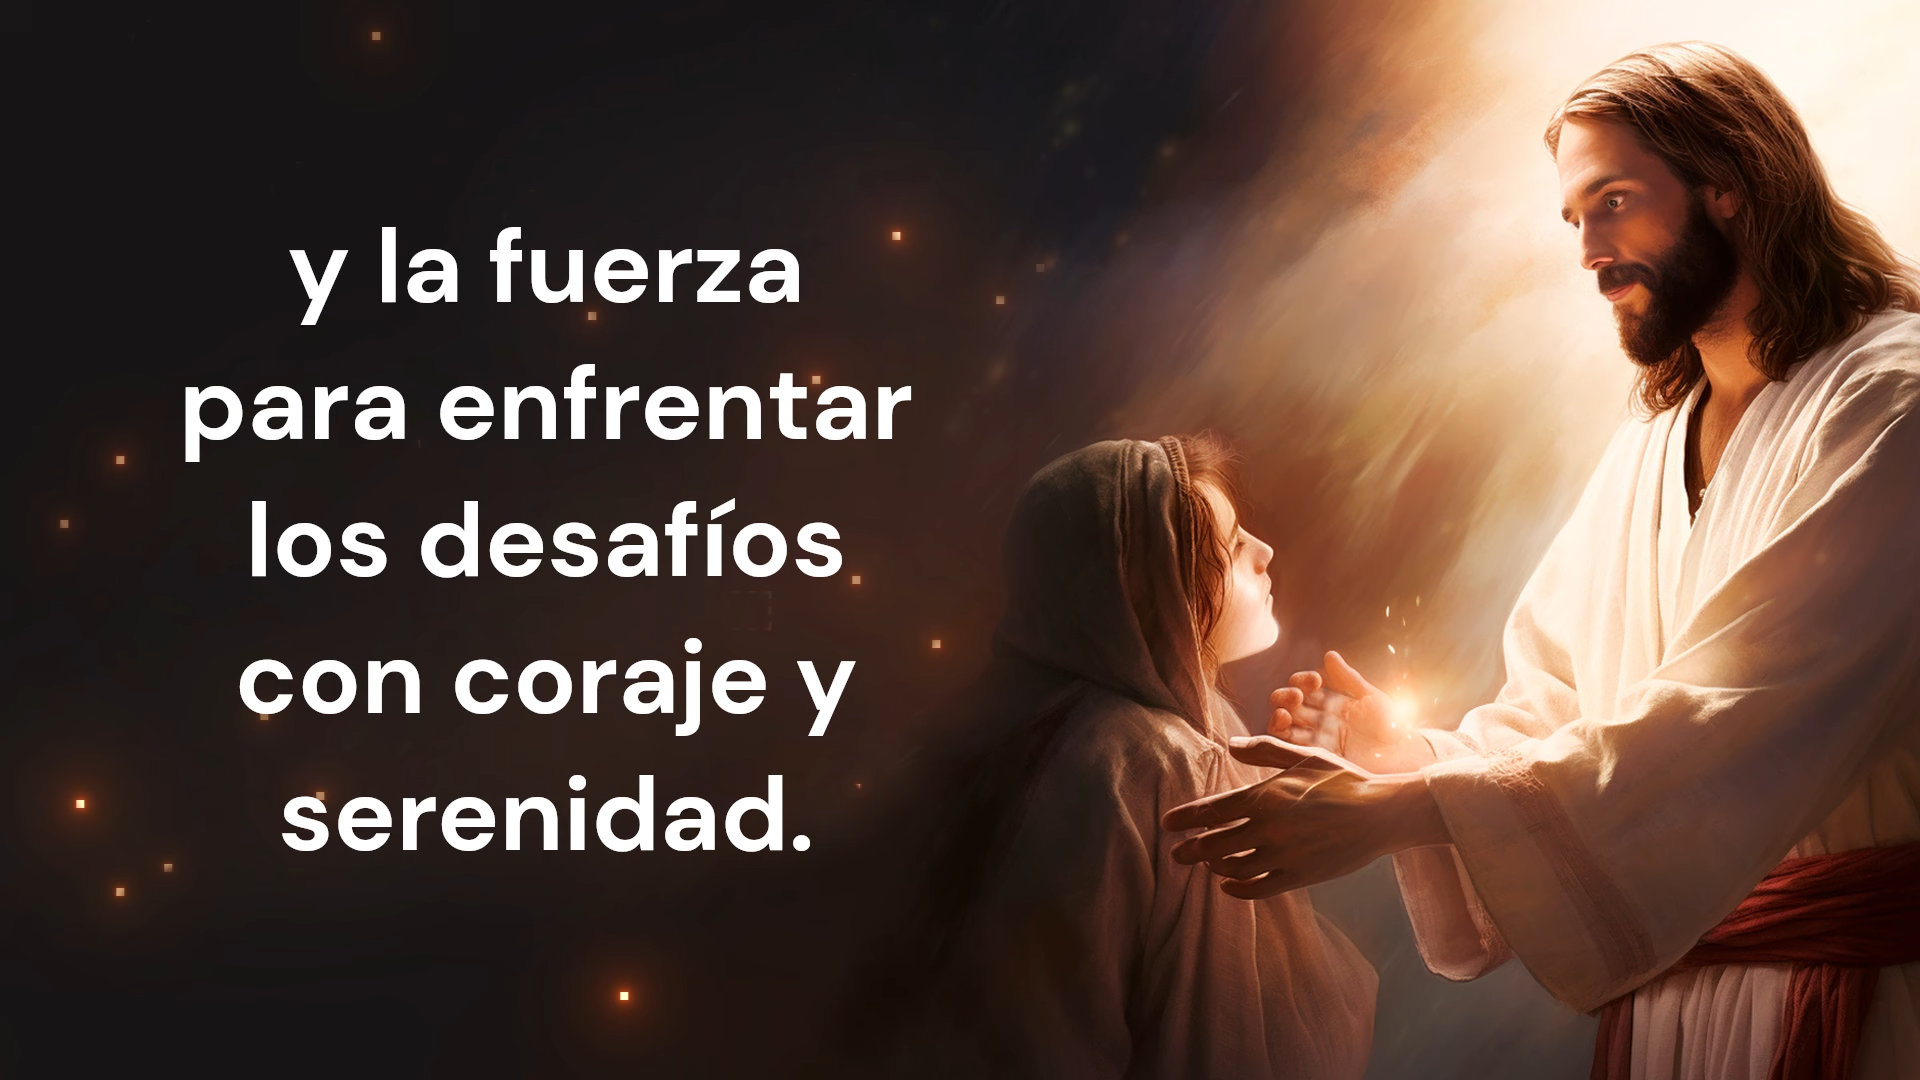 y la fuerza
para enfrentar
los desafíos
con coraje y
serenidad.